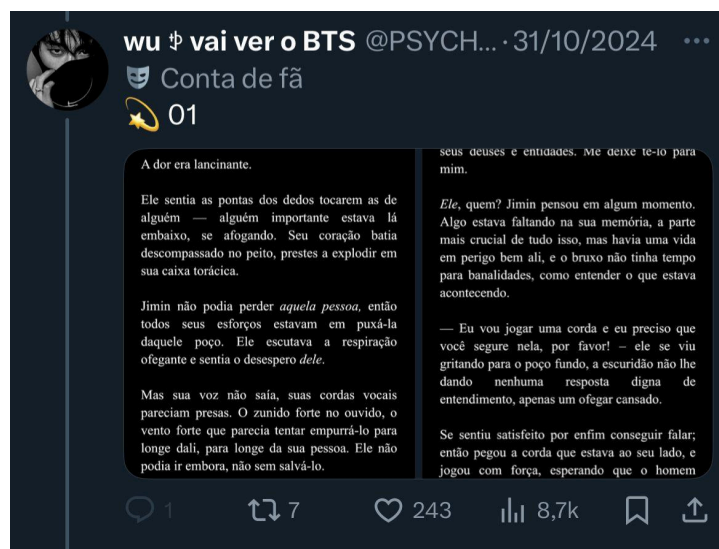 wu ⚧ vai ver o BTS @PSYCH... · 31/10/2024 ...
🎭 Conta de fã
💫 01
A dor era lancinante.
Ele sentia as pontas dos dedos tocarem as de
alguém — alguém importante estava lá
embaixo, se afogando. Seu coração batia
descompassado no peito, prestes a explodir em
sua caixa torácica.
Jimin não podia perder aquela pessoa, então
todos seus esforços estavam em puxá-la
daquele poço. Ele escutava a respiração
ofegante e sentia o desespero dele.
Mas sua voz não saía, suas cordas vocais
pareciam presas. O zunido forte no ouvido, o
vento forte que parecia tentar empurrá-lo para
longe dali, para longe da sua pessoa. Ele não
podia ir embora, não sem salvá-lo.
seus deuses e entidades. Me deixe tê-lo para
mim.
Ele, quem? Jimin pensou em algum momento.
Algo estava faltando na sua memória, a parte
mais crucial de tudo isso, mas havia uma vida
em perigo bem ali, e o bruxo não tinha tempo
para banalidades, como entender o que estava
acontecendo.
— Eu vou jogar uma corda e eu preciso que
você segure nela, por favor! – ele se viu
gritando para o poço fundo, a escuridão não lhe
dando nenhuma resposta digna de
entendimento, apenas um ofegar cansado.
Se sentiu satisfeito por enfim conseguir falar;
então pegou a corda que estava ao seu lado, e
jogou com força, esperando que o homem
1 7 243 8,7k